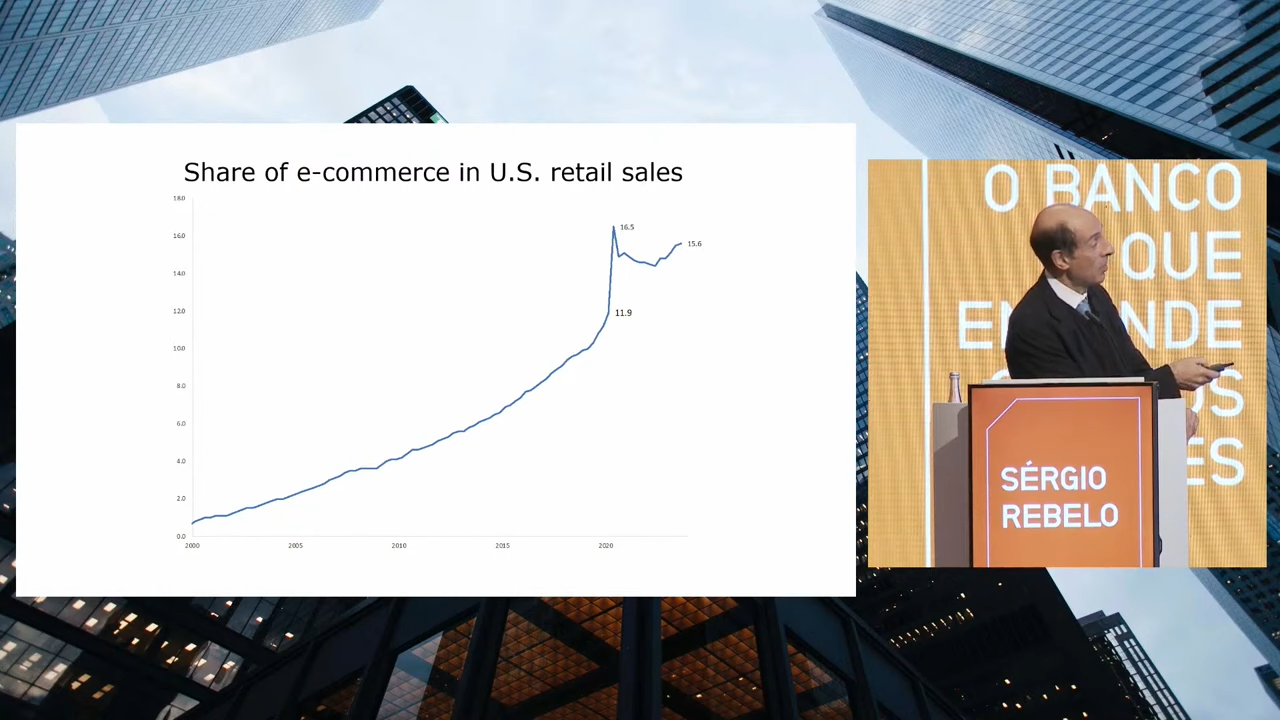 Share of e-commerce in U.S. retail sales
18.0
16.0
14.0
12.0
10.0
8.0
6.0
4.0
2.0
0.0
2000
2005
2010
2015
2020
16.5
15.6
11.9
O BANCO
QUE
NDE
OS
ES
SÉRGIO
REBELO